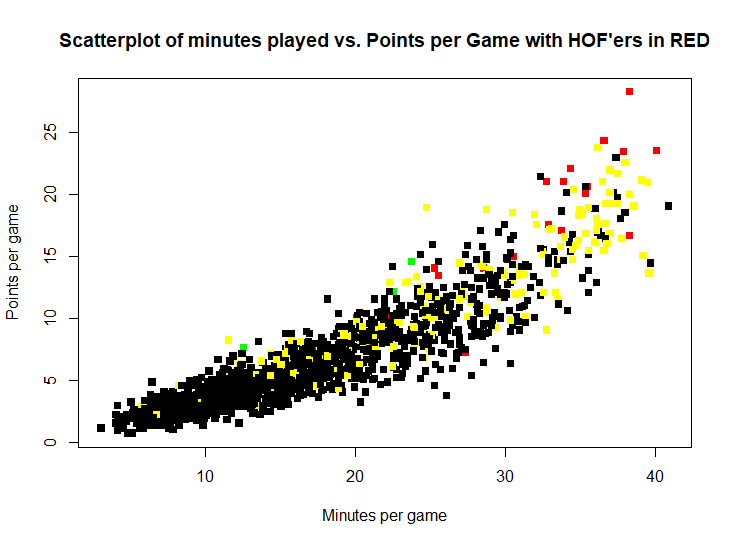 Scatterplot of minutes played vs. Points per Game with HOF'ers in RED
Points per game
25
20
15
10
5
0
10 20 30 40
Minutes per game